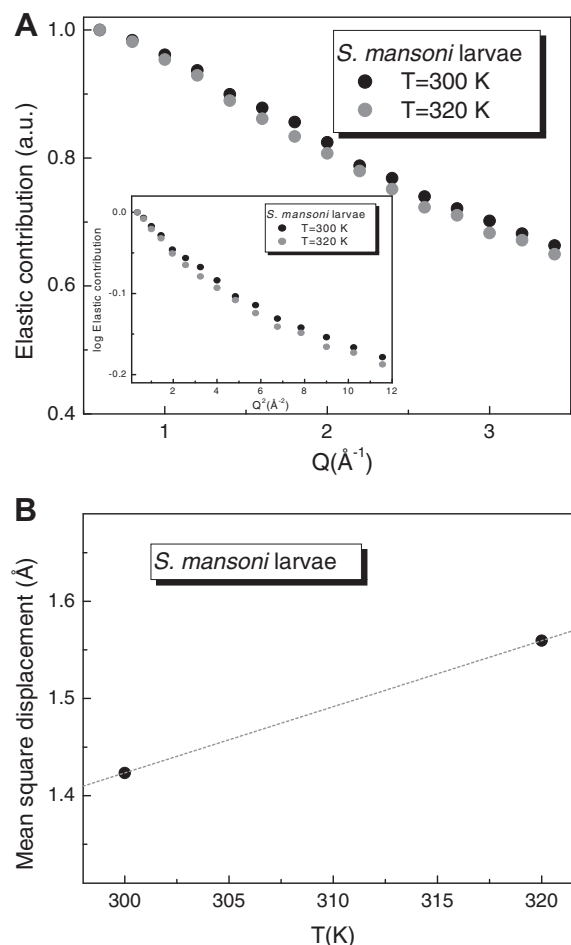 A
1.0
0.8
0.6
0.4
Elastic contribution (a.u.)
S. mansoni larvae
T=300 K
T=320 K
0.0
-0.1
-0.2
log Elastic contribution
S. mansoni larvae
T=300 K
T=320 K
2 4 6 8 10 12
Q²(Å⁻²)
1 2 3
Q(Å⁻¹)
B
S. mansoni larvae
1.6
1.5
1.4
Mean square displacement (Å)
300 305 310 315 320
T(K)